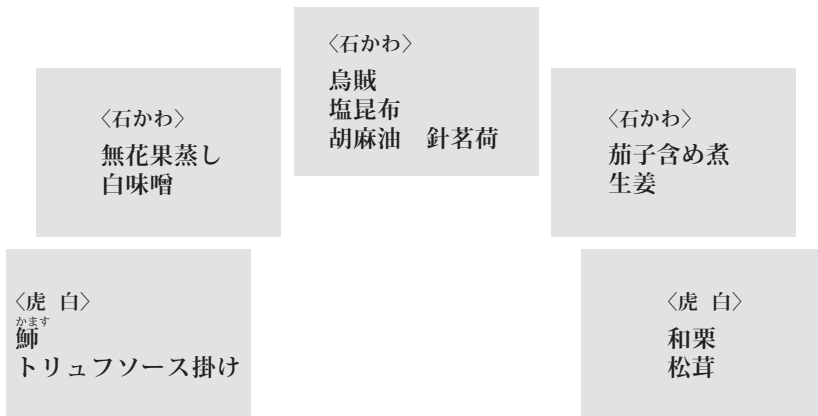 〈石かわ〉
烏賊
塩昆布
胡麻油　針茗荷
〈石かわ〉
無花果蒸し
白味噌
〈石かわ〉
茄子含め煮
生姜
〈虎 白〉
かます
魳
トリュフソース掛け
〈虎 白〉
和栗
松茸